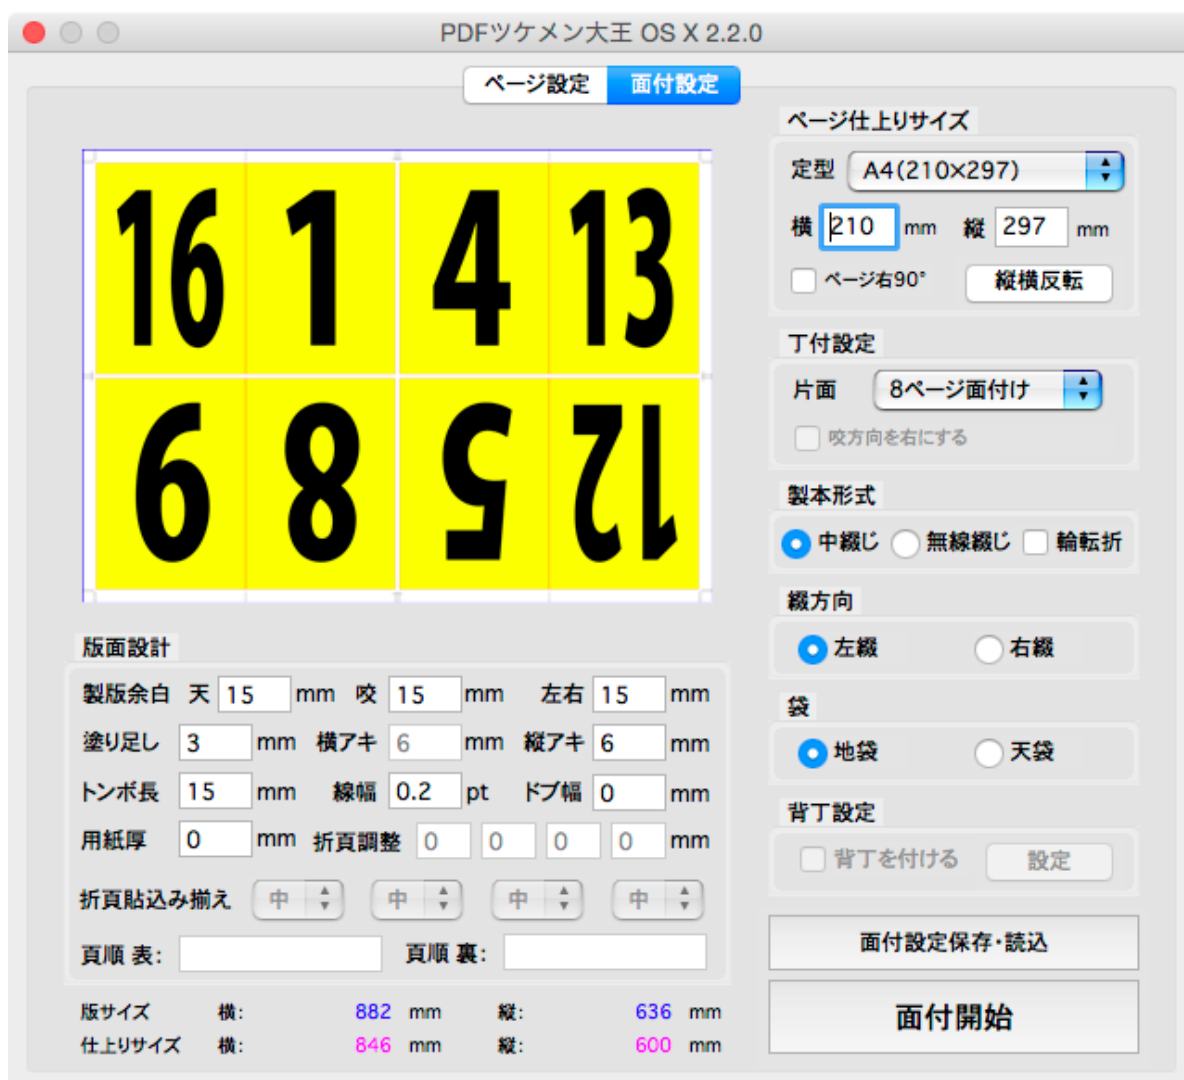 PDFツケメン大王 OS X 2.2.0
ページ設定 面付設定
16 1 4 13
9 8 5 12
版面設計
製版余白 天 15 mm 咬 15 mm 左右 15 mm
塗り足し 3 mm 横アキ 6 mm 縦アキ 6 mm
トンボ長 15 mm 線幅 0.2 pt ドブ幅 0 mm
用紙厚 0 mm 折頁調整 0 0 0 0 mm
折頁貼込み揃え 中 中 中 中
頁順 表: 頁順 裏:
版サイズ 横: 882 mm 縦: 636 mm
仕上りサイズ 横: 846 mm 縦: 600 mm
ページ仕上りサイズ
定型 A4(210×297)
横 210 mm 縦 297 mm
ページ右90° 縦横反転
丁付設定
片面 8ページ面付け
咬方向を右にする
製本形式
中綴じ 無線綴じ 輪転折
綴方向
左綴 右綴
袋
地袋 天袋
背丁設定
背丁を付ける 設定
面付設定保存・読込
面付開始